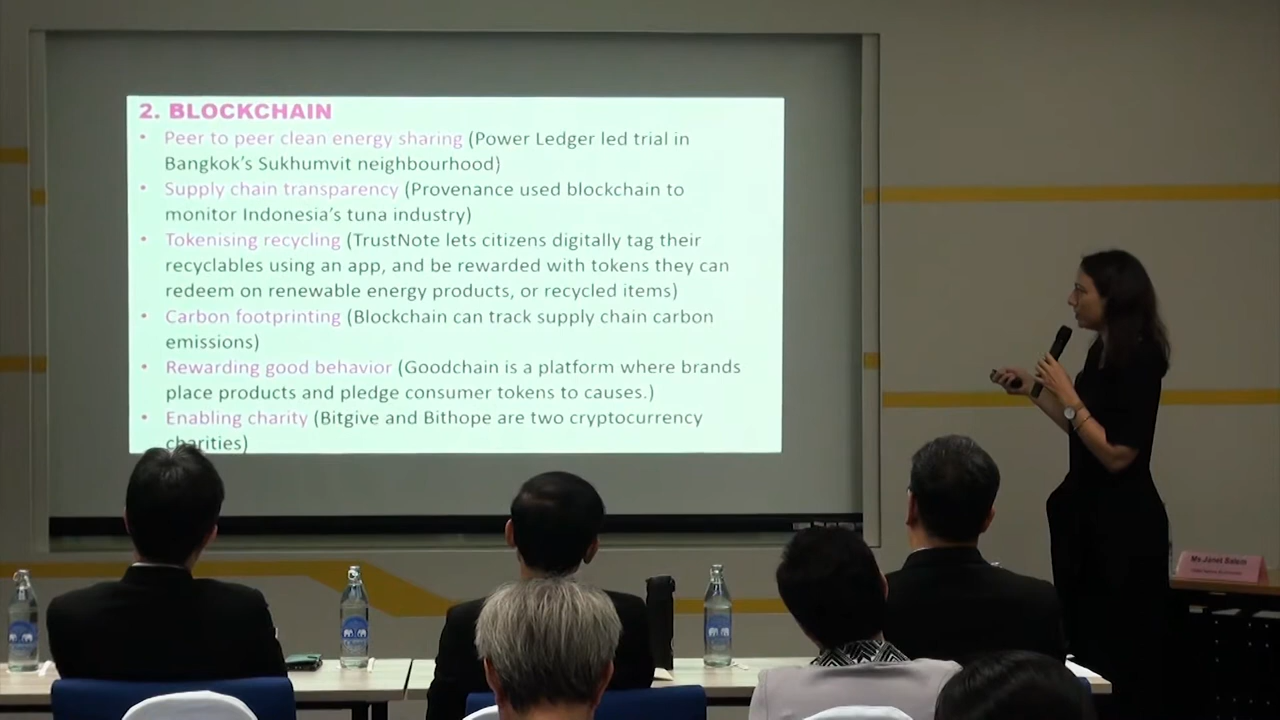 2. BLOCKCHAIN
• Peer to peer clean energy sharing (Power Ledger led trial in
Bangkok's Sukhumvit neighbourhood)
• Supply chain transparency (Provenance used blockchain to
monitor Indonesia's tuna industry)
• Tokenising recycling (TrustNote lets citizens digitally tag their
recyclables using an app, and be rewarded with tokens they can
redeem on renewable energy products, or recycled items)
• Carbon footprinting (Blockchain can track supply chain carbon
emissions)
• Rewarding good behavior (Goodchain is a platform where brands
place products and pledge consumer tokens to causes.)
• Enabling charity (Bitgive and Bithope are two cryptocurrency
charities)
Ms.Janet Salem